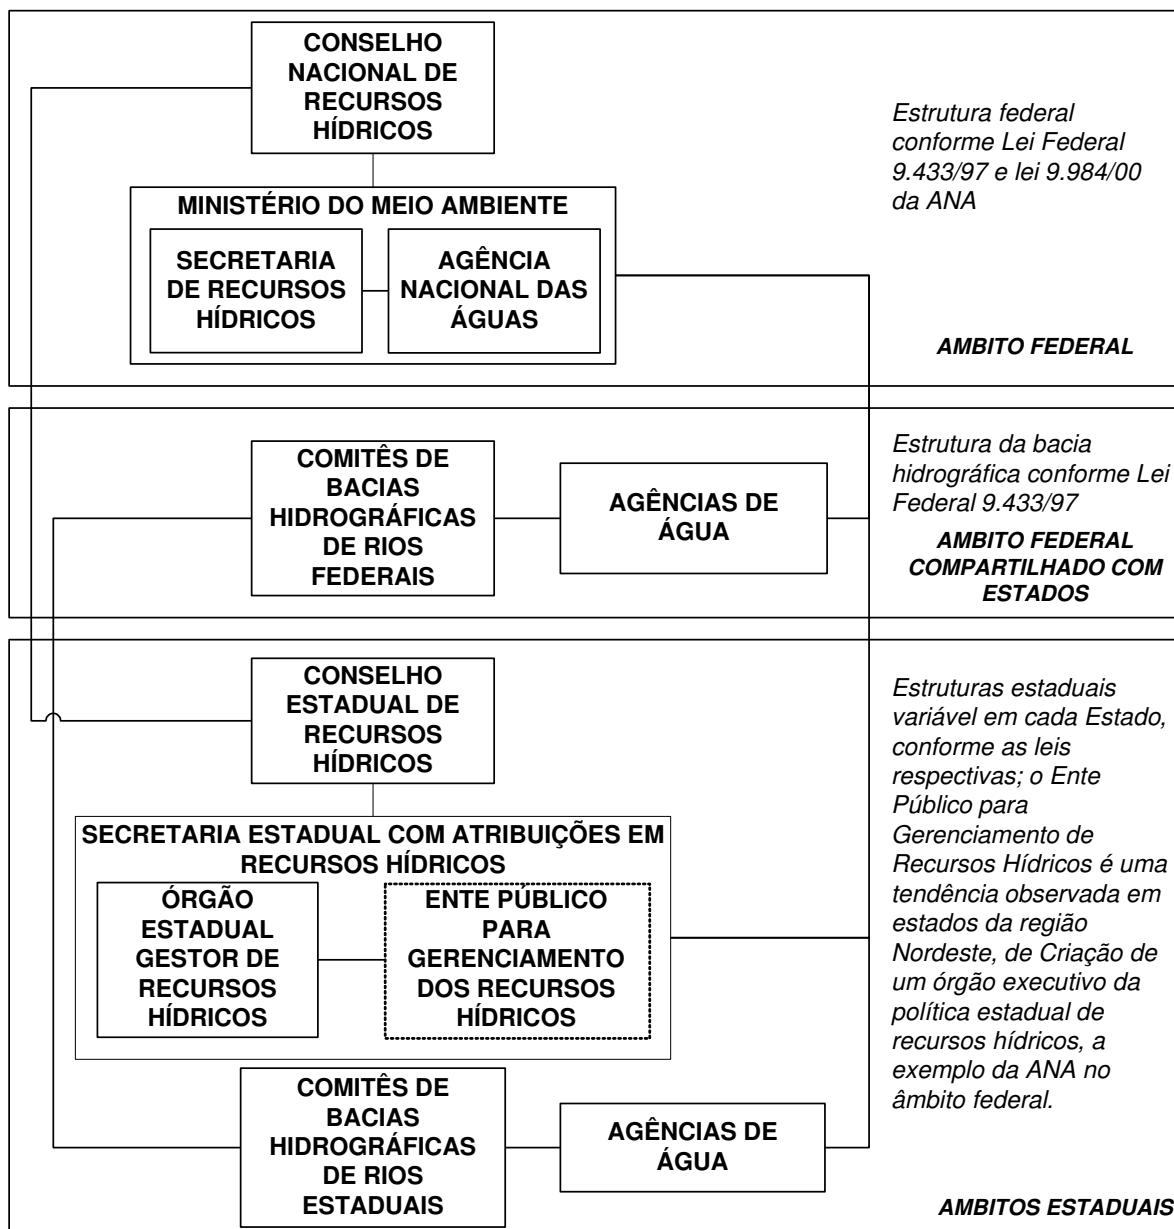 CONSELHO
NACIONAL DE
RECURSOS
HÍDRICOS
Estrutura federal
conforme Lei Federal
9.433/97 e lei 9.984/00
da ANA
MINISTÉRIO DO MEIO AMBIENTE
SECRETARIA
DE RECURSOS
HÍDRICOS
AGÊNCIA
NACIONAL DAS
ÁGUAS
AMBITO FEDERAL
COMITÊS DE
BACIAS
HIDROGRÁFICAS
DE RIOS
FEDERAIS
AGÊNCIAS DE
ÁGUA
Estrutura da bacia
hidrográfica conforme Lei
Federal 9.433/97
AMBITO FEDERAL
COMPARTILHADO COM
ESTADOS
CONSELHO
ESTADUAL DE
RECURSOS
HÍDRICOS
SECRETARIA ESTADUAL COM ATRIBUIÇÕES EM
RECURSOS HÍDRICOS
ÓRGÃO
ESTADUAL
GESTOR DE
RECURSOS
HÍDRICOS
ENTE PÚBLICO
PARA
GERENCIAMENTO
DOS RECURSOS
HÍDRICOS
Estruturas estaduais
variável em cada Estado,
conforme as leis
respectivas; o Ente
Público para
Gerenciamento de
Recursos Hídricos é uma
tendência observada em
estados da região
Nordeste, de Criação de
um órgão executivo da
política estadual de
recursos hídricos, a
exemplo da ANA no
âmbito federal.
COMITÊS DE
BACIAS
HIDROGRÁFICAS
DE RIOS
ESTADUAIS
AGÊNCIAS DE
ÁGUA
AMBITOS ESTADUAIS